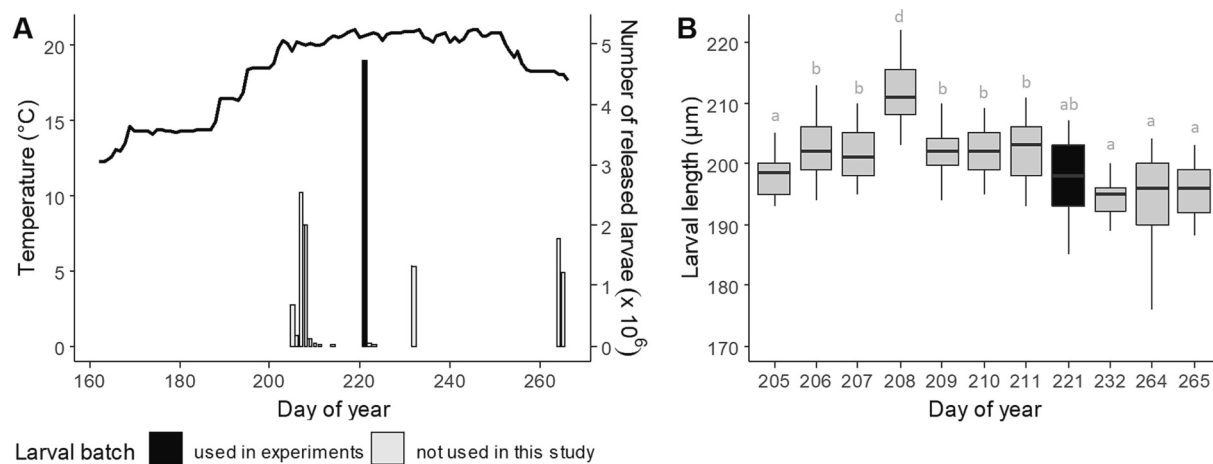 A
Temperature (°C)
20
15
10
5
0
5
4
3
2
1
0
Number of released larvae (x 10⁶)
160 180 200 220 240 260
Day of year
B
Larval length (µm)
220
210
200
190
180
170
a b b d b b b ab a a a
205 206 207 208 209 210 211 221 232 264 265
Day of year
Larval batch used in experiments not used in this study